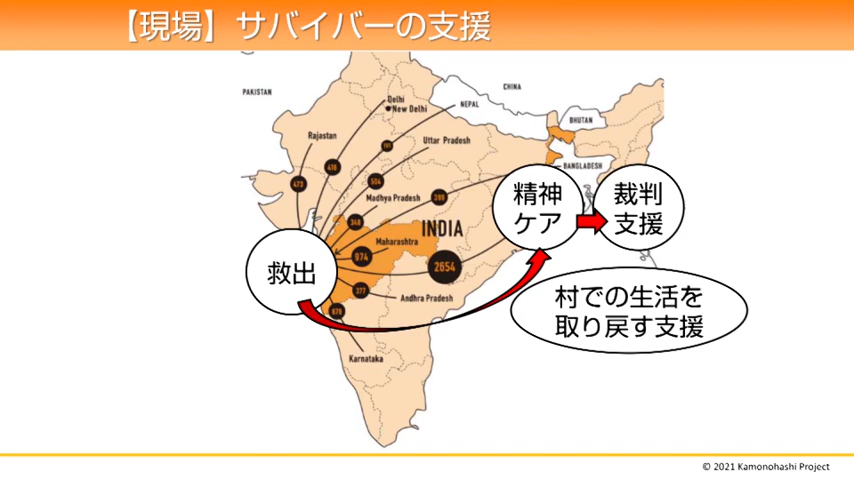 【現場】サバイバーの支援
PAKISTAN
CHINA
Delhi
New Delhi
NEPAL
BHUTAN
Rajastan
Uttar Pradesh
BANGLADESH
418
473
504
Madhya Pradesh
399
精神
ケア
裁判
支援
348
INDIA
Maharashtra
974
2654
救出
377
Andhra Pradesh
村での生活を
取り戻す支援
Karnataka
© 2021 Kamonohashi Project